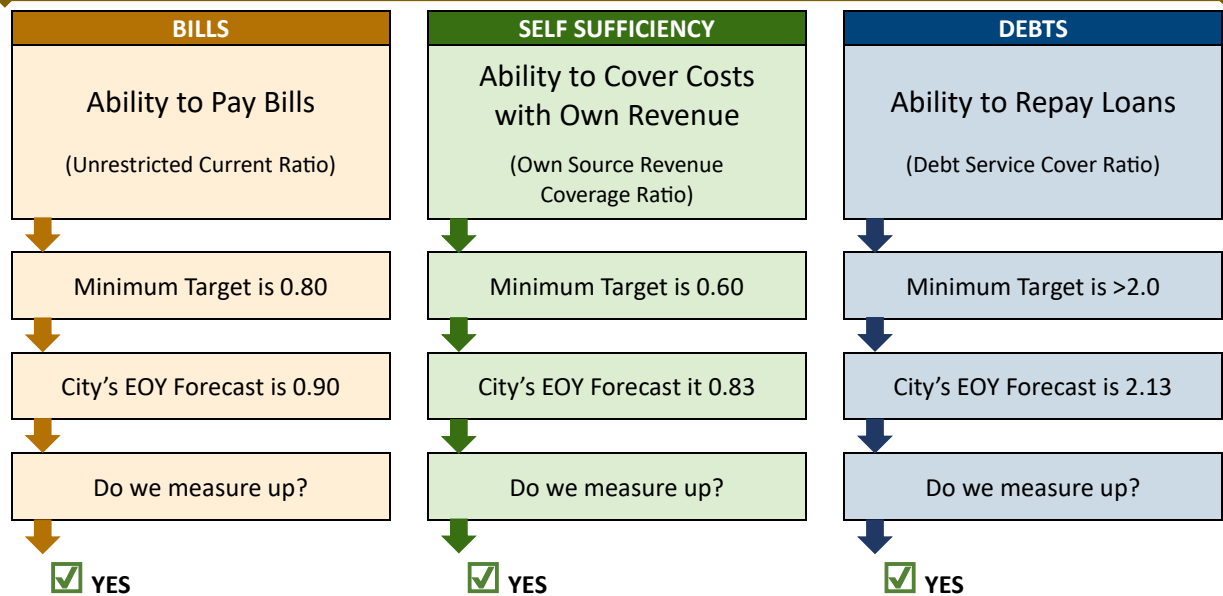 BILLS
Ability to Pay Bills
(Unrestricted Current Ratio)
Minimum Target is 0.80
City's EOY Forecast is 0.90
Do we measure up?
YES
SELF SUFFICIENCY
Ability to Cover Costs
with Own Revenue
(Own Source Revenue
Coverage Ratio)
Minimum Target is 0.60
City's EOY Forecast it 0.83
Do we measure up?
YES
DEBTS
Ability to Repay Loans
(Debt Service Cover Ratio)
Minimum Target is >2.0
City's EOY Forecast is 2.13
Do we measure up?
YES